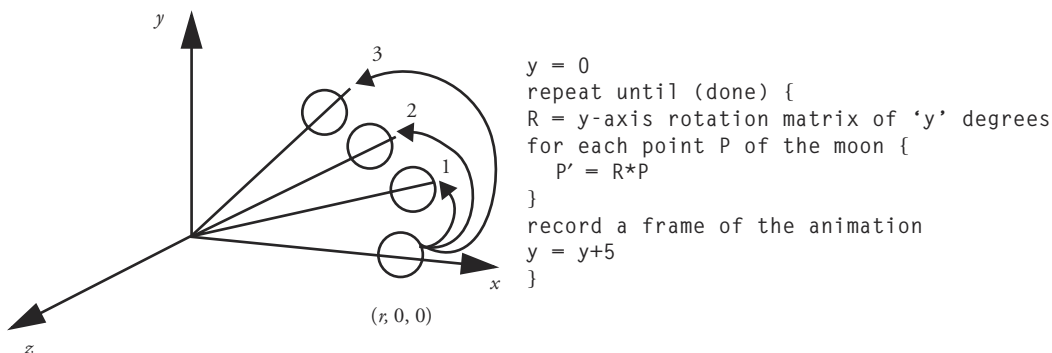 y
3
2
1
x
(r, 0, 0)
z
y = 0
repeat until (done) {
R = y-axis rotation matrix of ‘y’ degrees
for each point P of the moon {
P′ = R*P
}
record a frame of the animation
y = y+5
}